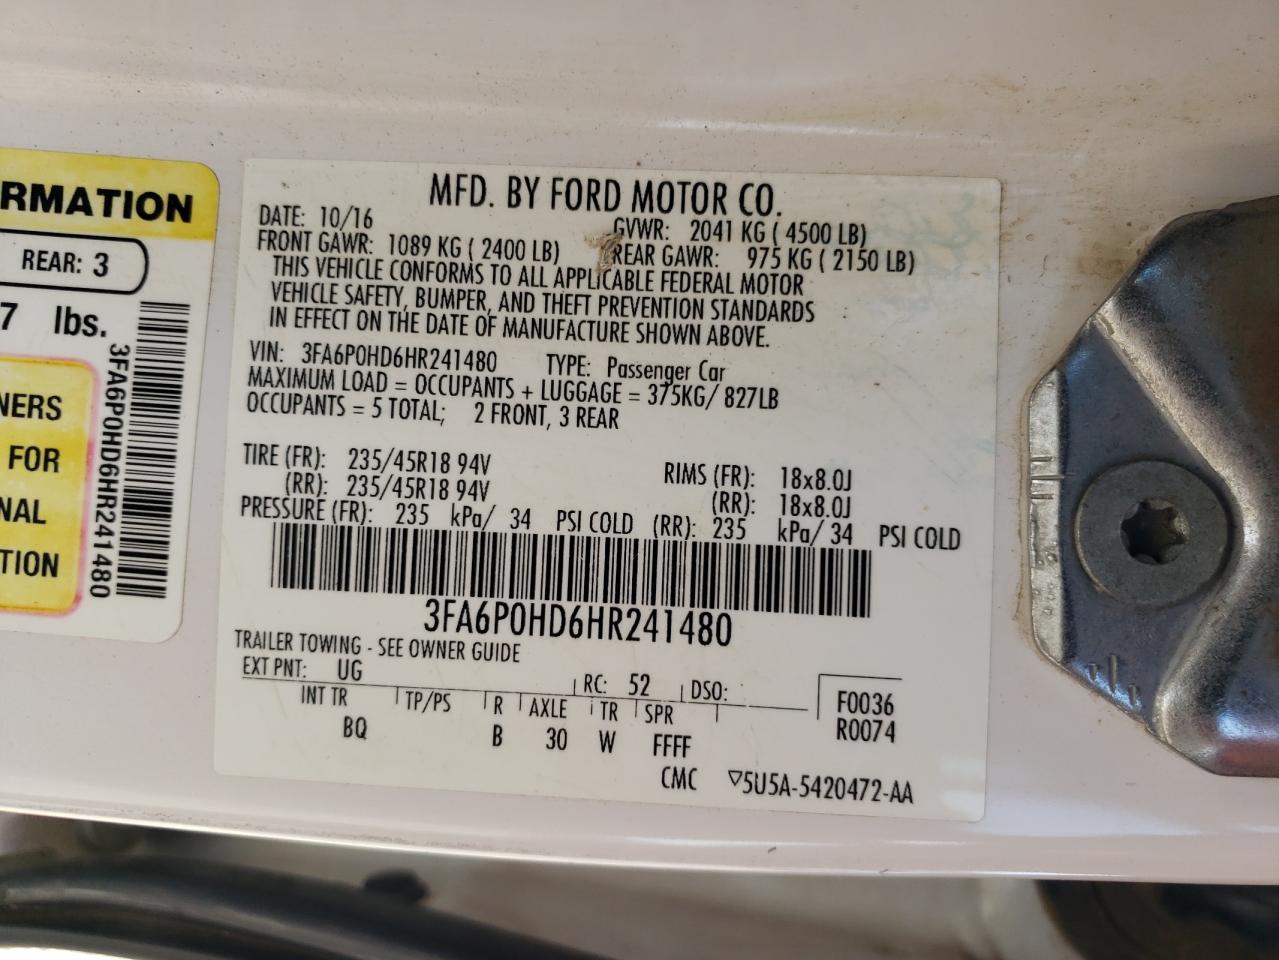 RMATION
REAR: 3
7 lbs.
NERS
FOR
NAL
TION
3FA6P0HD6HR241480
MFD. BY FORD MOTOR CO.
DATE: 10/16 GVWR: 2041 KG ( 4500 LB)
FRONT GAWR: 1089 KG ( 2400 LB) REAR GAWR: 975 KG ( 2150 LB)
THIS VEHICLE CONFORMS TO ALL APPLICABLE FEDERAL MOTOR
VEHICLE SAFETY, BUMPER, AND THEFT PREVENTION STANDARDS
IN EFFECT ON THE DATE OF MANUFACTURE SHOWN ABOVE.
VIN: 3FA6P0HD6HR241480 TYPE: Passenger Car
MAXIMUM LOAD = OCCUPANTS + LUGGAGE = 375KG/ 827LB
OCCUPANTS = 5 TOTAL; 2 FRONT, 3 REAR
TIRE (FR): 235/45R18 94V RIMS (FR): 18x8.0J
(RR): 235/45R18 94V (RR): 18x8.0J
PRESSURE (FR): 235 kPa/ 34 PSI COLD (RR): 235 kPa/ 34 PSI COLD
3FA6P0HD6HR241480
TRAILER TOWING - SEE OWNER GUIDE
EXT PNT: UG RC: 52 DSO:
INT TR TP/PS R AXLE TR SPR F0036
BQ B 30 W FFFF R0074
CMC ▽5U5A-5420472-AA